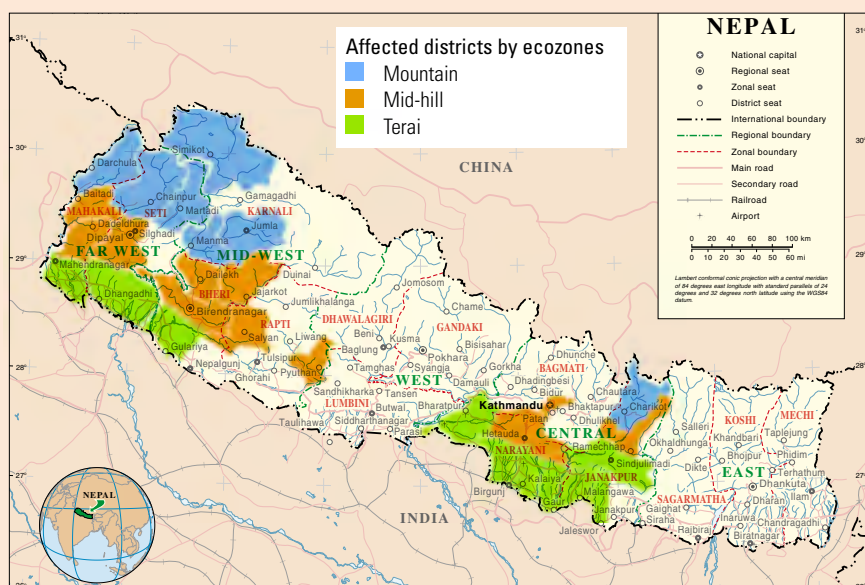 NEPAL
National capital
Regional seat
Zonal seat
District seat
International boundary
Regional boundary
Zonal boundary
Main road
Secondary road
Railroad
Airport
0 20 40 60 80 100 km
0 10 20 30 40 50 60 mi
Lambert conformal conic projection with a central meridian
of 84 degrees east longitude with standard parallels of 24
degrees and 32 degrees north latitude using the WGS84
datum.
Affected districts by ecozones
Mountain
Mid-hill
Terai
31°
30°
30°
29°
29°
28°
28°
27°
27°
CHINA
INDIA
Simikot
Darchula
Baitadi
Chainpur
Gamagadhi
MAHAKALI
SETI
Martadi
KARNALI
Dadeldhura
Silghadi
Jumla
Dipayal
Manma
FAR WEST
MID-WEST
Mahendranagar
Dailekh
Dunai
Dhangadhi
BHERI
Jajarkot
Jomosom
Birendranagar
Jumlikhalanga
Chame
RAPTI
DHAWALAGIRI
GANDAKI
Salyan
Liwang
Beni
Kusma
Bisisahar
Gulariya
Baglung
Pokhara
BAGMATI
Dhunche
Nepalgunj
Tulsipur
Pyuthan
Tamghas
Syangja
Gorkha
Ghorahi
WEST
Damauli
Dhadingbesi
Bidur
Chautara
Sandhikharka
Tansen
LUMBINI
Butwal
Bharatpur
Kathmandu
Bhaktapur
Charikot
Patan
Dhulikhel
Taulihawa
Siddharthanagar
Parasi
Hetauda
CENTRAL
Ramechhap
Salleri
KOSHI
MECHI
Okhaldhunga
Khandbari
Taplejung
NARAYANI
Sindjulimadi
Dikte
Bhojpur
Phidim
EAST
Terhathum
Kalaiya
JANAKPUR
Dhankuta
Birgunj
Malangawa
SAGARMATHA
Ilam
Gaur
Janakpur
Gaighat
Dharan
Siraha
Inaruwa
Chandragadhi
Jaleswor
Rajbiraj
Biratnagar
NEPAL